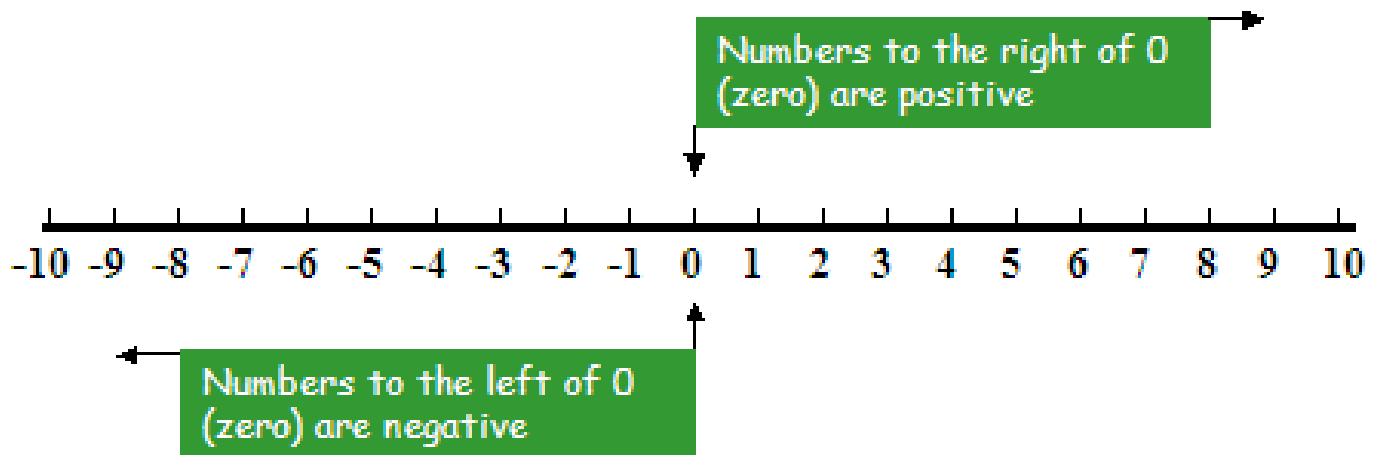 Numbers to the right of 0
(zero) are positive
-10 -9 -8 -7 -6 -5 -4 -3 -2 -1 0 1 2 3 4 5 6 7 8 9 10
Numbers to the left of 0
(zero) are negative